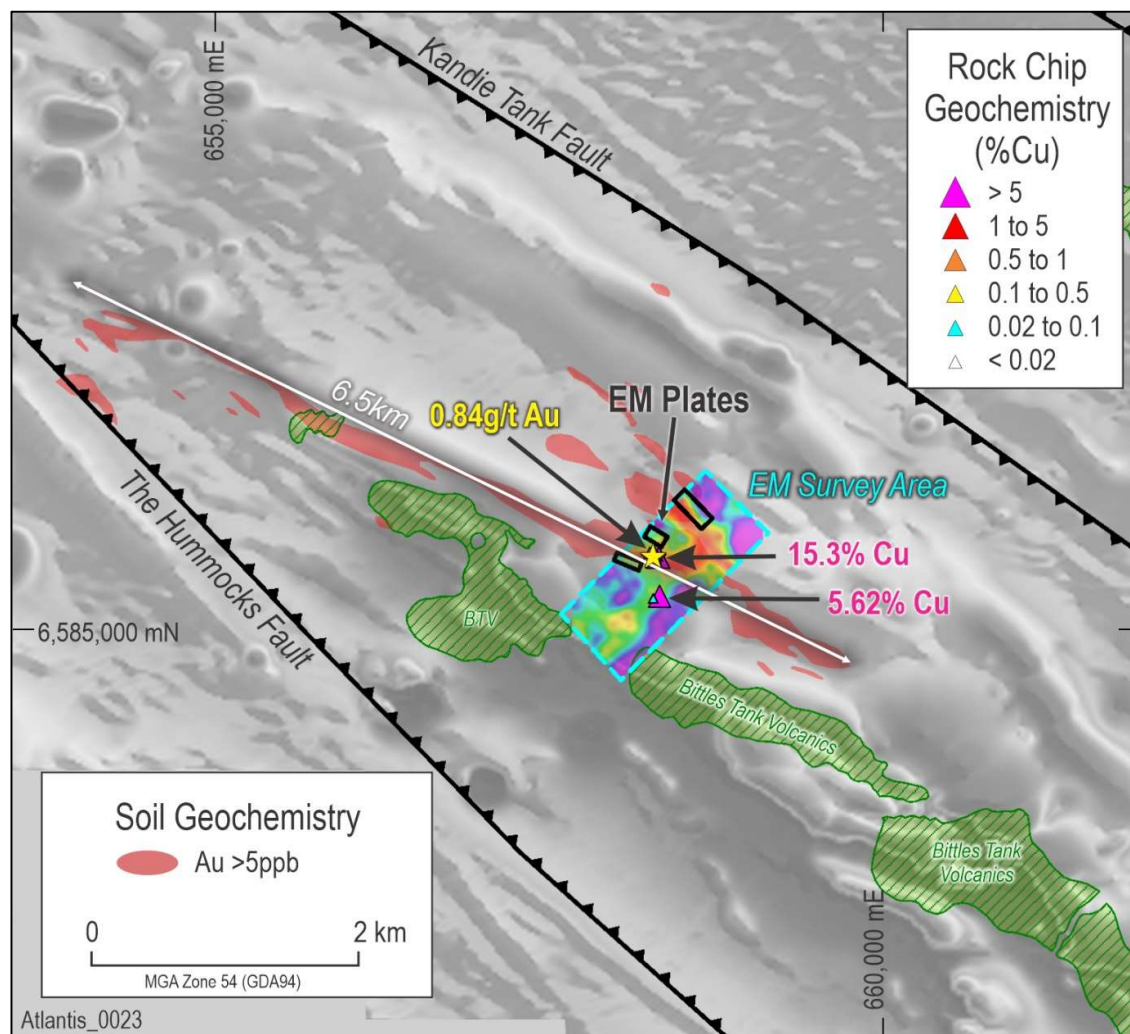 655,000 mE
Kandie Tank Fault
Rock Chip
Geochemistry
(%Cu)
> 5
1 to 5
0.5 to 1
0.1 to 0.5
0.02 to 0.1
< 0.02
6.5km
0.84g/t Au
EM Plates
EM Survey Area
15.3% Cu
5.62% Cu
The Hummocks Fault
BTV
6,585,000 mN
Bittles Tank Volcanics
Bittles Tank
Volcanics
660,000 mE
Soil Geochemistry
Au >5ppb
0
2 km
MGA Zone 54 (GDA94)
Atlantis_0023